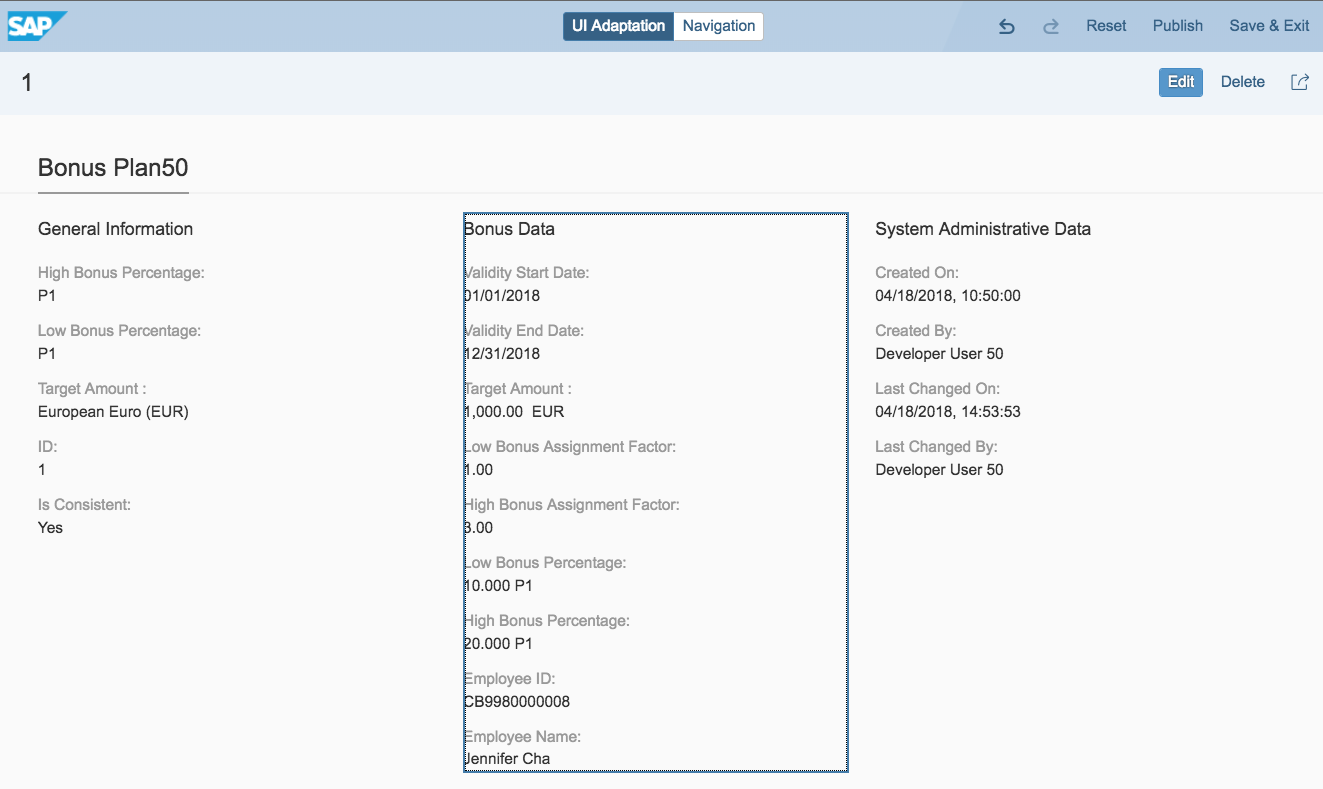 SAP
UI Adaptation Navigation Reset Publish Save & Exit
1 Edit Delete
Bonus Plan50
General Information
High Bonus Percentage:
P1
Low Bonus Percentage:
P1
Target Amount :
European Euro (EUR)
ID:
1
Is Consistent:
Yes
Bonus Data
Validity Start Date:
01/01/2018
Validity End Date:
12/31/2018
Target Amount :
1,000.00 EUR
Low Bonus Assignment Factor:
1.00
High Bonus Assignment Factor:
3.00
Low Bonus Percentage:
10.000 P1
High Bonus Percentage:
20.000 P1
Employee ID:
CB9980000008
Employee Name:
Jennifer Cha
System Administrative Data
Created On:
04/18/2018, 10:50:00
Created By:
Developer User 50
Last Changed On:
04/18/2018, 14:53:53
Last Changed By:
Developer User 50